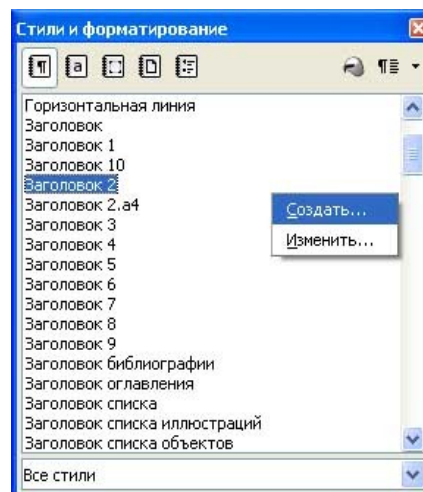 Стили и форматирование
Горизонтальная линия
Заголовок
Заголовок 1
Заголовок 10
Заголовок 2
Заголовок 2.a4
Заголовок 3
Заголовок 4
Заголовок 5
Заголовок 6
Заголовок 7
Заголовок 8
Заголовок 9
Заголовок библиографии
Заголовок оглавления
Заголовок списка
Заголовок списка иллюстраций
Заголовок списка объектов
Создать...
Изменить...
Все стили